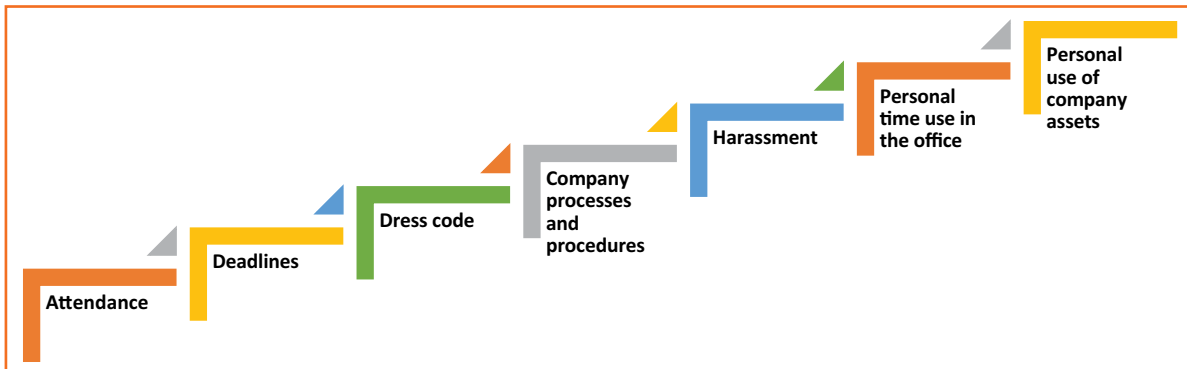 Attendance
Deadlines
Dress code
Company
processes
and
procedures
Harassment
Personal
time use in
the office
Personal
use of
company
assets